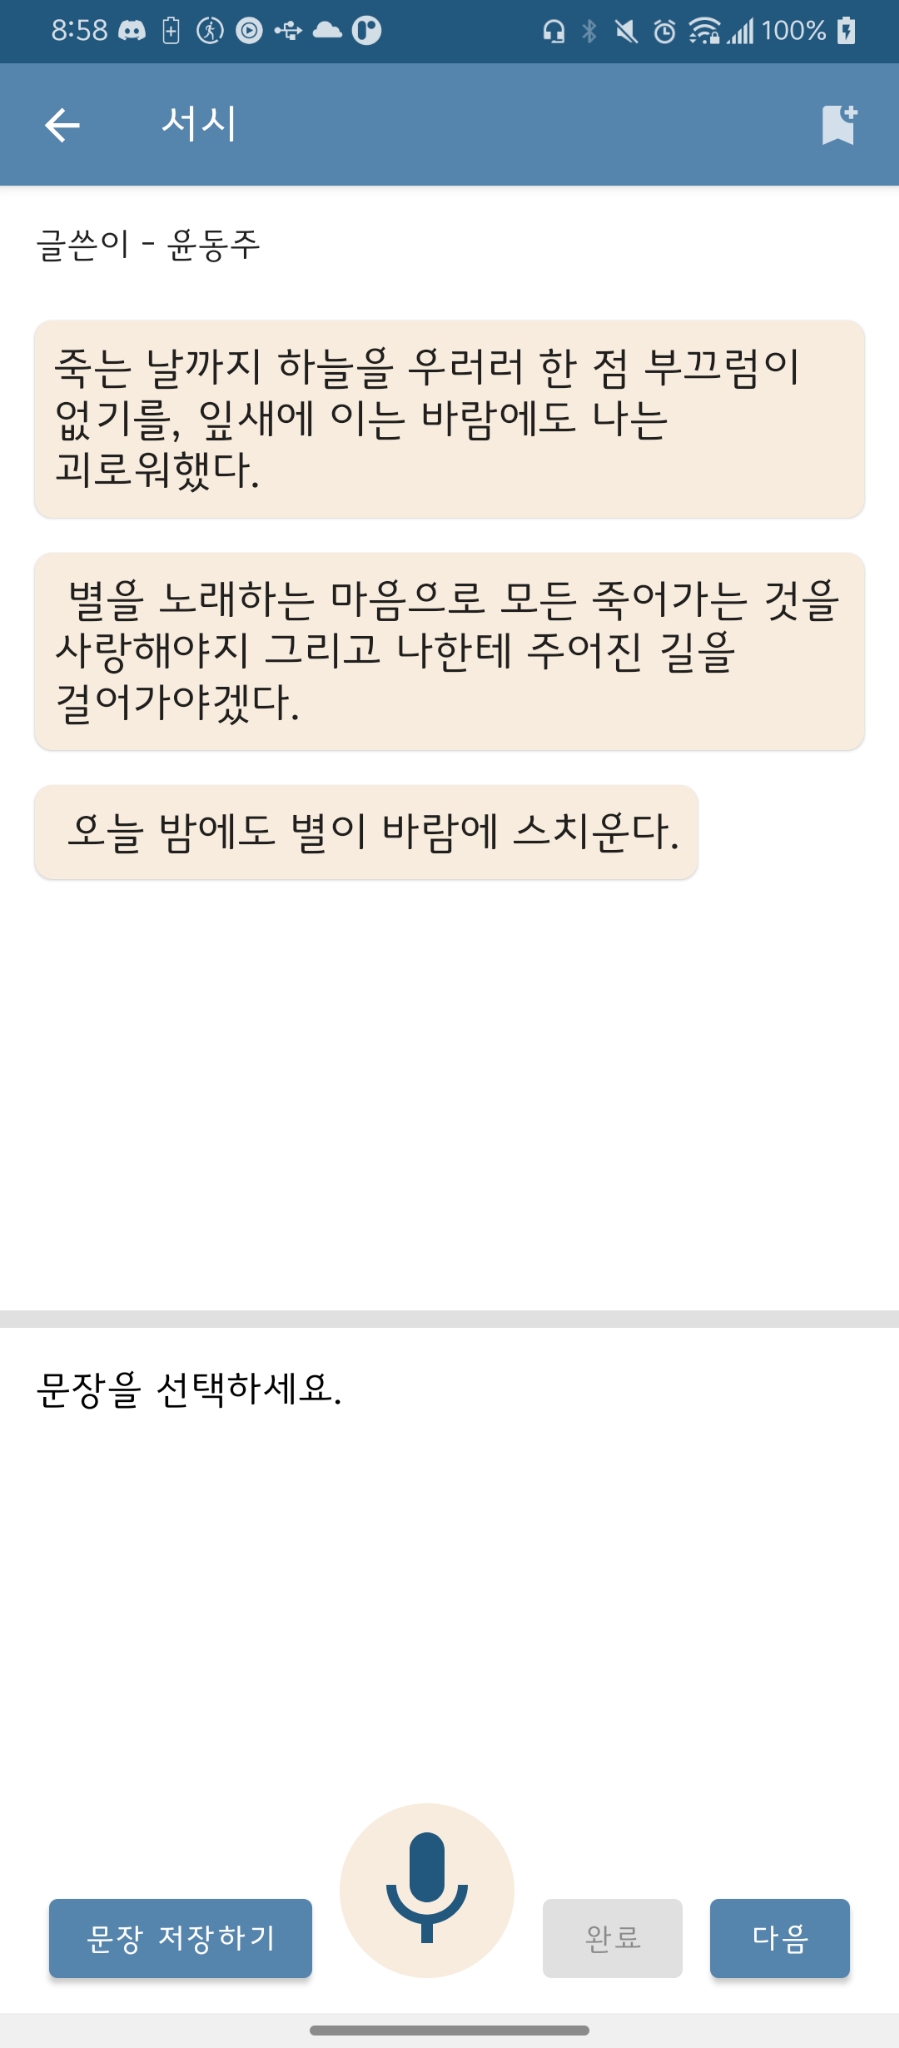 8:58
100%
서시
글쓴이 - 윤동주
죽는 날까지 하늘을 우러러 한 점 부끄럼이
없기를, 잎새에 이는 바람에도 나는
괴로워했다.
별을 노래하는 마음으로 모든 죽어가는 것을
사랑해야지 그리고 나한테 주어진 길을
걸어가야겠다.
오늘 밤에도 별이 바람에 스치운다.
문장을 선택하세요.
문장 저장하기
완료
다음